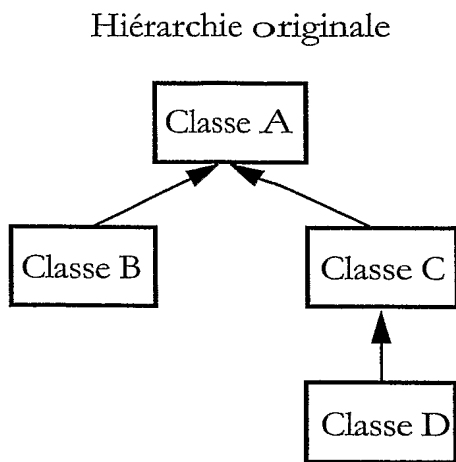 Hiérarchie originale
Classe A
Classe B
Classe C
Classe D